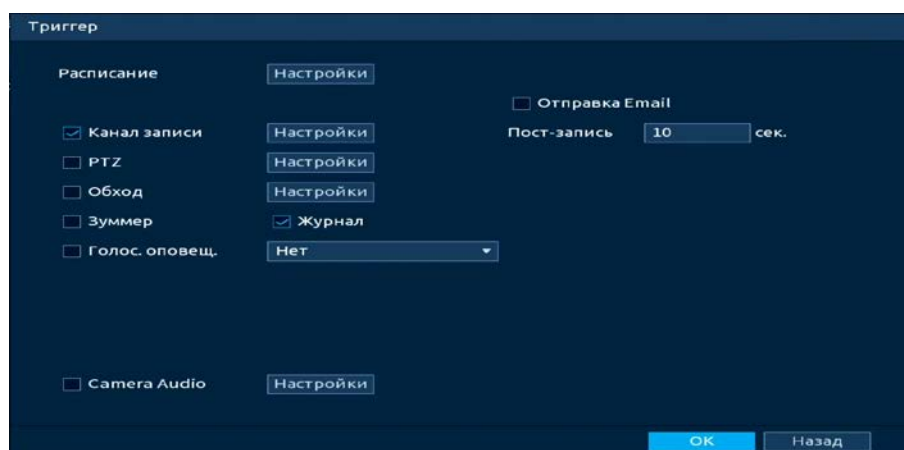 Триггер
Расписание Настройки
Отправка Email
Канал записи Настройки Пост-запись 10 сек.
PTZ Настройки
Обход Настройки
Зуммер Журнал
Голос. оповещ. Нет
Camera Audio Настройки
OK Назад